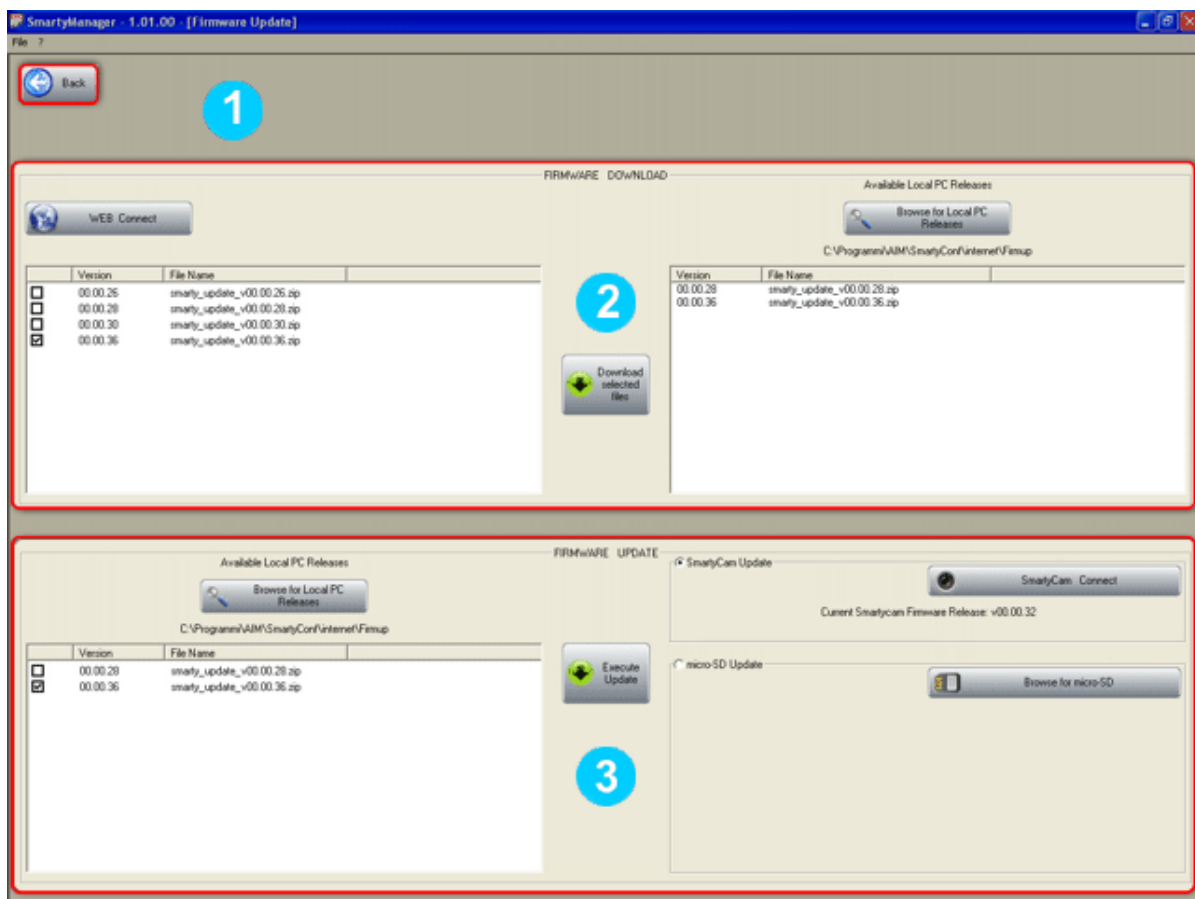 SmartyManager - 1.01.00 - [Firmware Update]
File ?
Back
1
FIRMWARE DOWNLOAD
WEB Connect
Available Local PC Releases
Browse for Local PC
Releases
C:\Programmi\AIM\SmartyConf\internet\Firmup
Version File Name
00.00.26 smarty_update_v00.00.26.zip
00.00.28 smarty_update_v00.00.28.zip
00.00.30 smarty_update_v00.00.30.zip
00.00.36 smarty_update_v00.00.36.zip
2
Download
selected
files
Version File Name
00.00.28 smarty_update_v00.00.28.zip
00.00.36 smarty_update_v00.00.36.zip
FIRMWARE UPDATE
Available Local PC Releases
Browse for Local PC
Releases
C:\Programmi\AIM\SmartyConf\internet\Firmup
Version File Name
00.00.28 smarty_update_v00.00.28.zip
00.00.36 smarty_update_v00.00.36.zip
Execute
Update
3
SmartyCam Update
SmartyCam Connect
Current Smartycam Firmware Release: v00.00.32
micro-SD Update
Browse for micro-SD